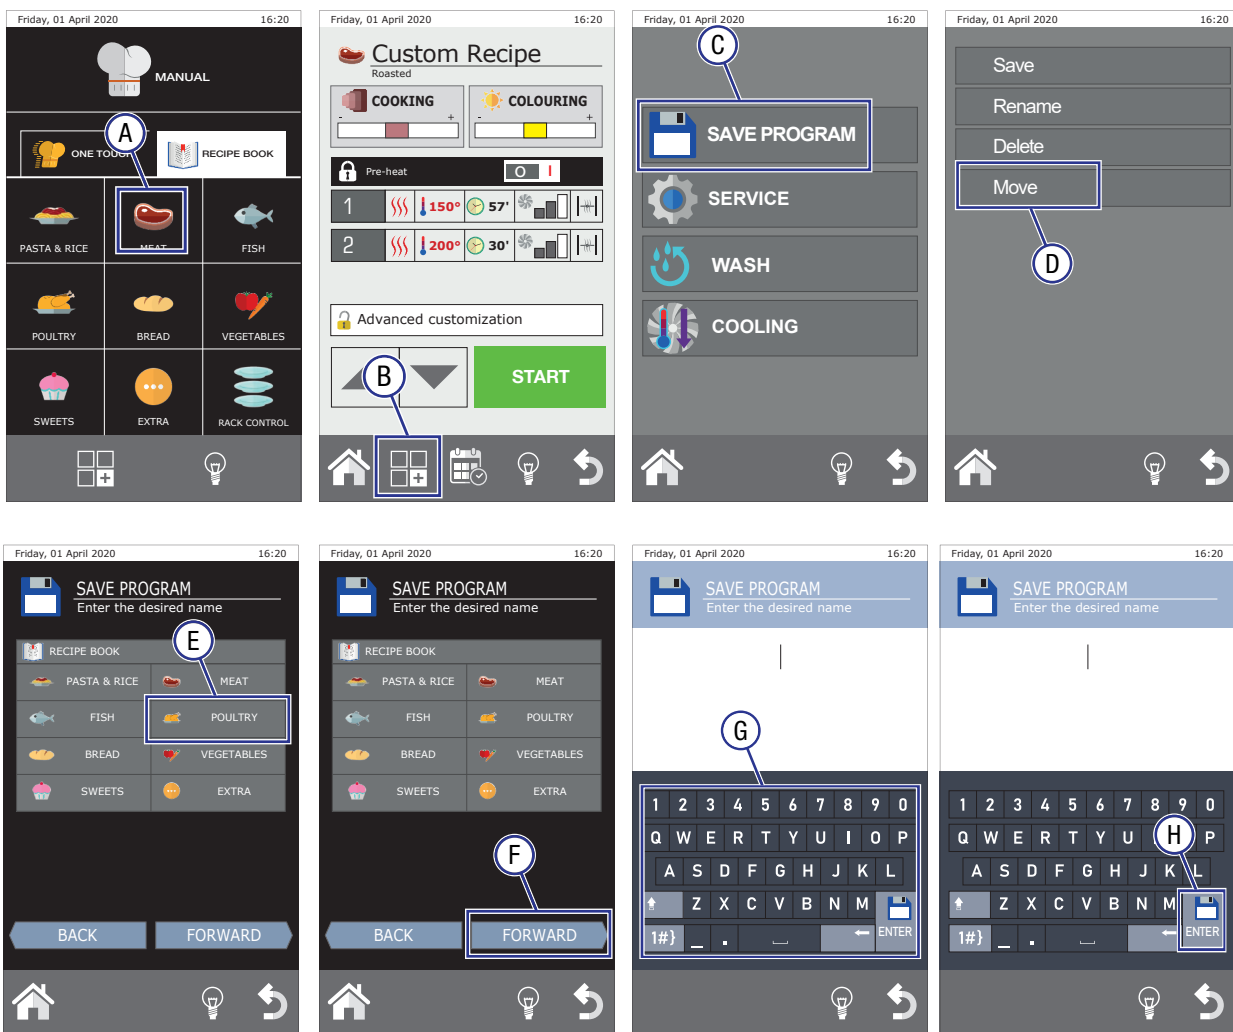 Friday, 01 April 2020 16:20
MANUAL
A
ONE TOUCH
RECIPE BOOK
PASTA & RICE MEAT FISH
POULTRY BREAD VEGETABLES
SWEETS EXTRA RACK CONTROL
Friday, 01 April 2020 16:20
Custom Recipe
Roasted
COOKING COLOURING
- + - +
Pre-heat O I
1 150° 57'
2 200° 30'
Advanced customization
B
START
Friday, 01 April 2020 16:20
C
SAVE PROGRAM
SERVICE
WASH
COOLING
Friday, 01 April 2020 16:20
Save
Rename
Delete
Move
D
Friday, 01 April 2020 16:20
SAVE PROGRAM
Enter the desired name
E
RECIPE BOOK
PASTA & RICE MEAT
FISH POULTRY
BREAD VEGETABLES
SWEETS EXTRA
BACK FORWARD
Friday, 01 April 2020 16:20
SAVE PROGRAM
Enter the desired name
RECIPE BOOK
PASTA & RICE MEAT
FISH POULTRY
BREAD VEGETABLES
SWEETS EXTRA
F
BACK FORWARD
Friday, 01 April 2020 16:20
SAVE PROGRAM
Enter the desired name
G
1 2 3 4 5 6 7 8 9 0
Q W E R T Y U I O P
A S D F G H J K L
Z X C V B N M
1#} _ . ENTER
Friday, 01 April 2020 16:20
SAVE PROGRAM
Enter the desired name
1 2 3 4 5 6 7 8 9 0
Q W E R T Y U P
H
A S D F G H J K L
Z X C V B N M
1#} _ . ENTER